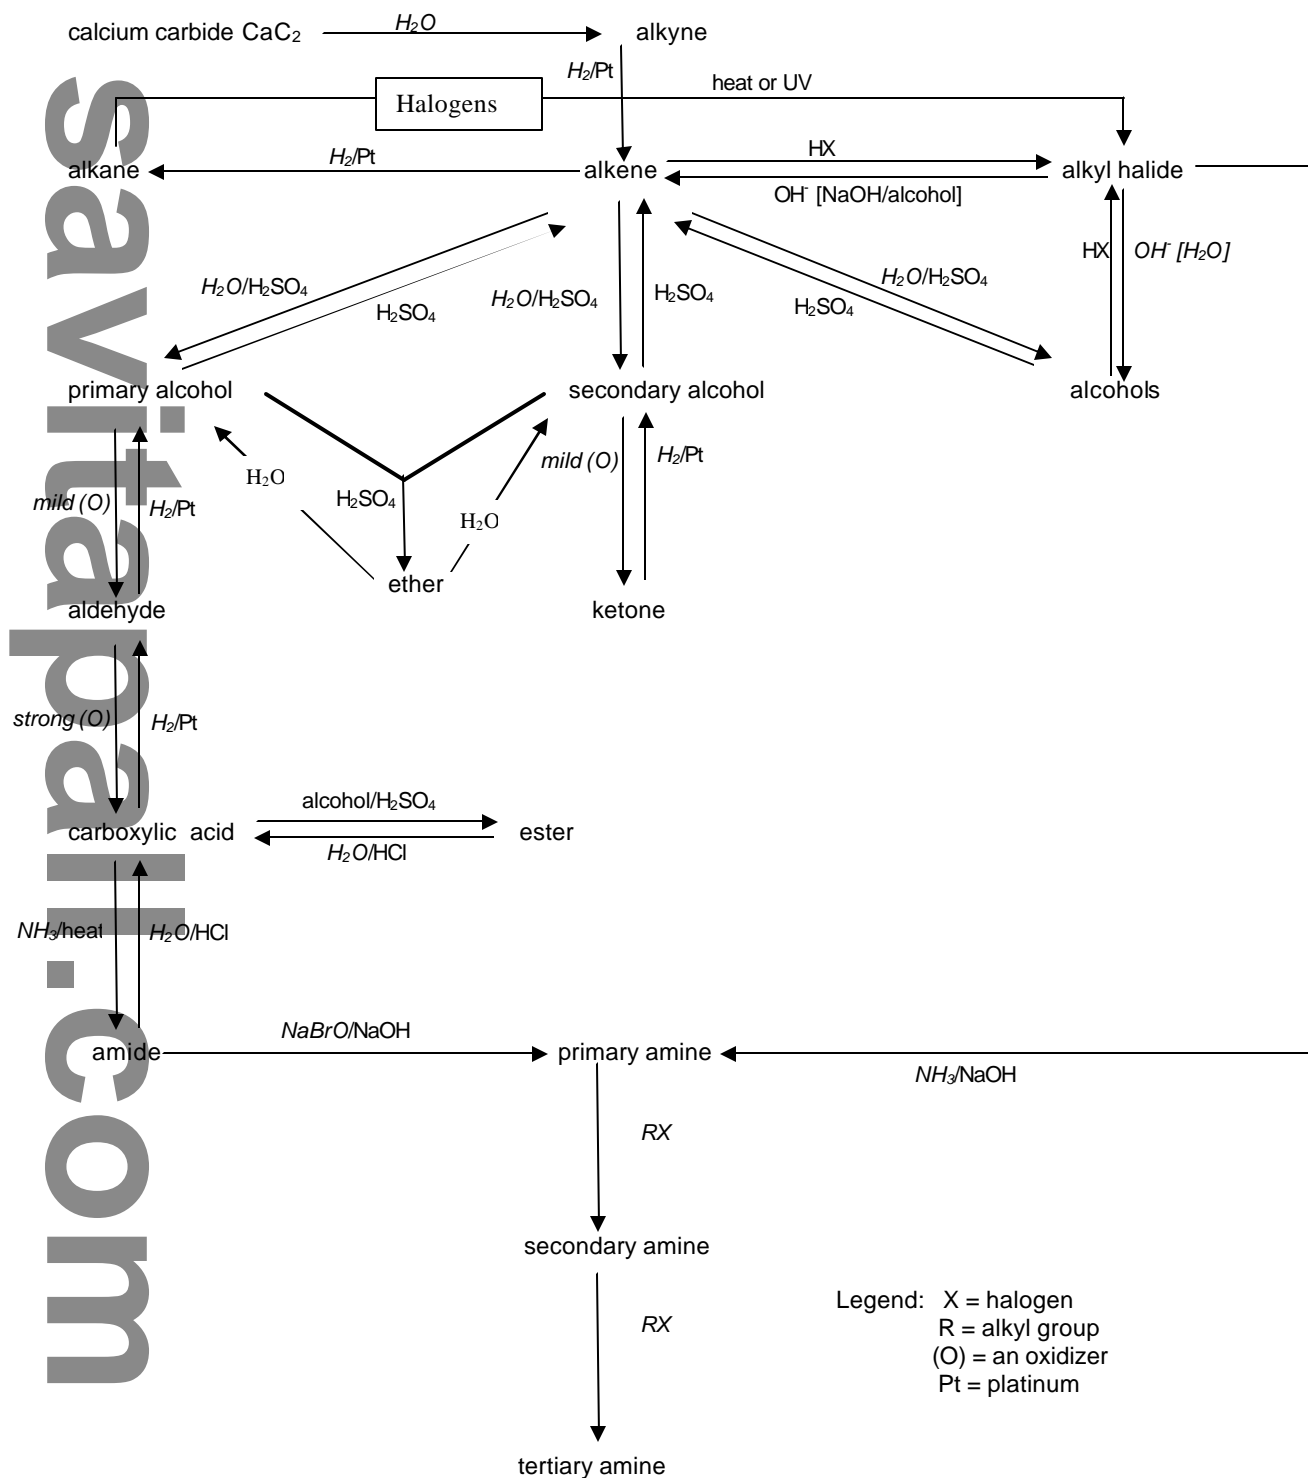 calcium carbide CaC₂ H₂O alkyne
H₂/Pt
heat or UV
Halogens
alkane H₂/Pt alkene HX alkyl halide
OH⁻ [NaOH/alcohol]
HX OH⁻ [H₂O]
H₂O/H₂SO₄ H₂SO₄ H₂O/H₂SO₄ H₂SO₄ H₂O/H₂SO₄ H₂SO₄
primary alcohol secondary alcohol alcohols
mild (O) H₂/Pt H₂O H₂SO₄ H₂O mild (O) H₂/Pt
ether
aldehyde ketone
strong (O) H₂/Pt
alcohol/H₂SO₄
carboxylic acid ester
H₂O/HCl
NH₃/heat H₂O/HCl
NaBrO/NaOH
amide primary amine
NH₃/NaOH
RX
secondary amine
RX
tertiary amine
Legend: X = halogen
R = alkyl group
(O) = an oxidizer
Pt = platinum
savitapall.com